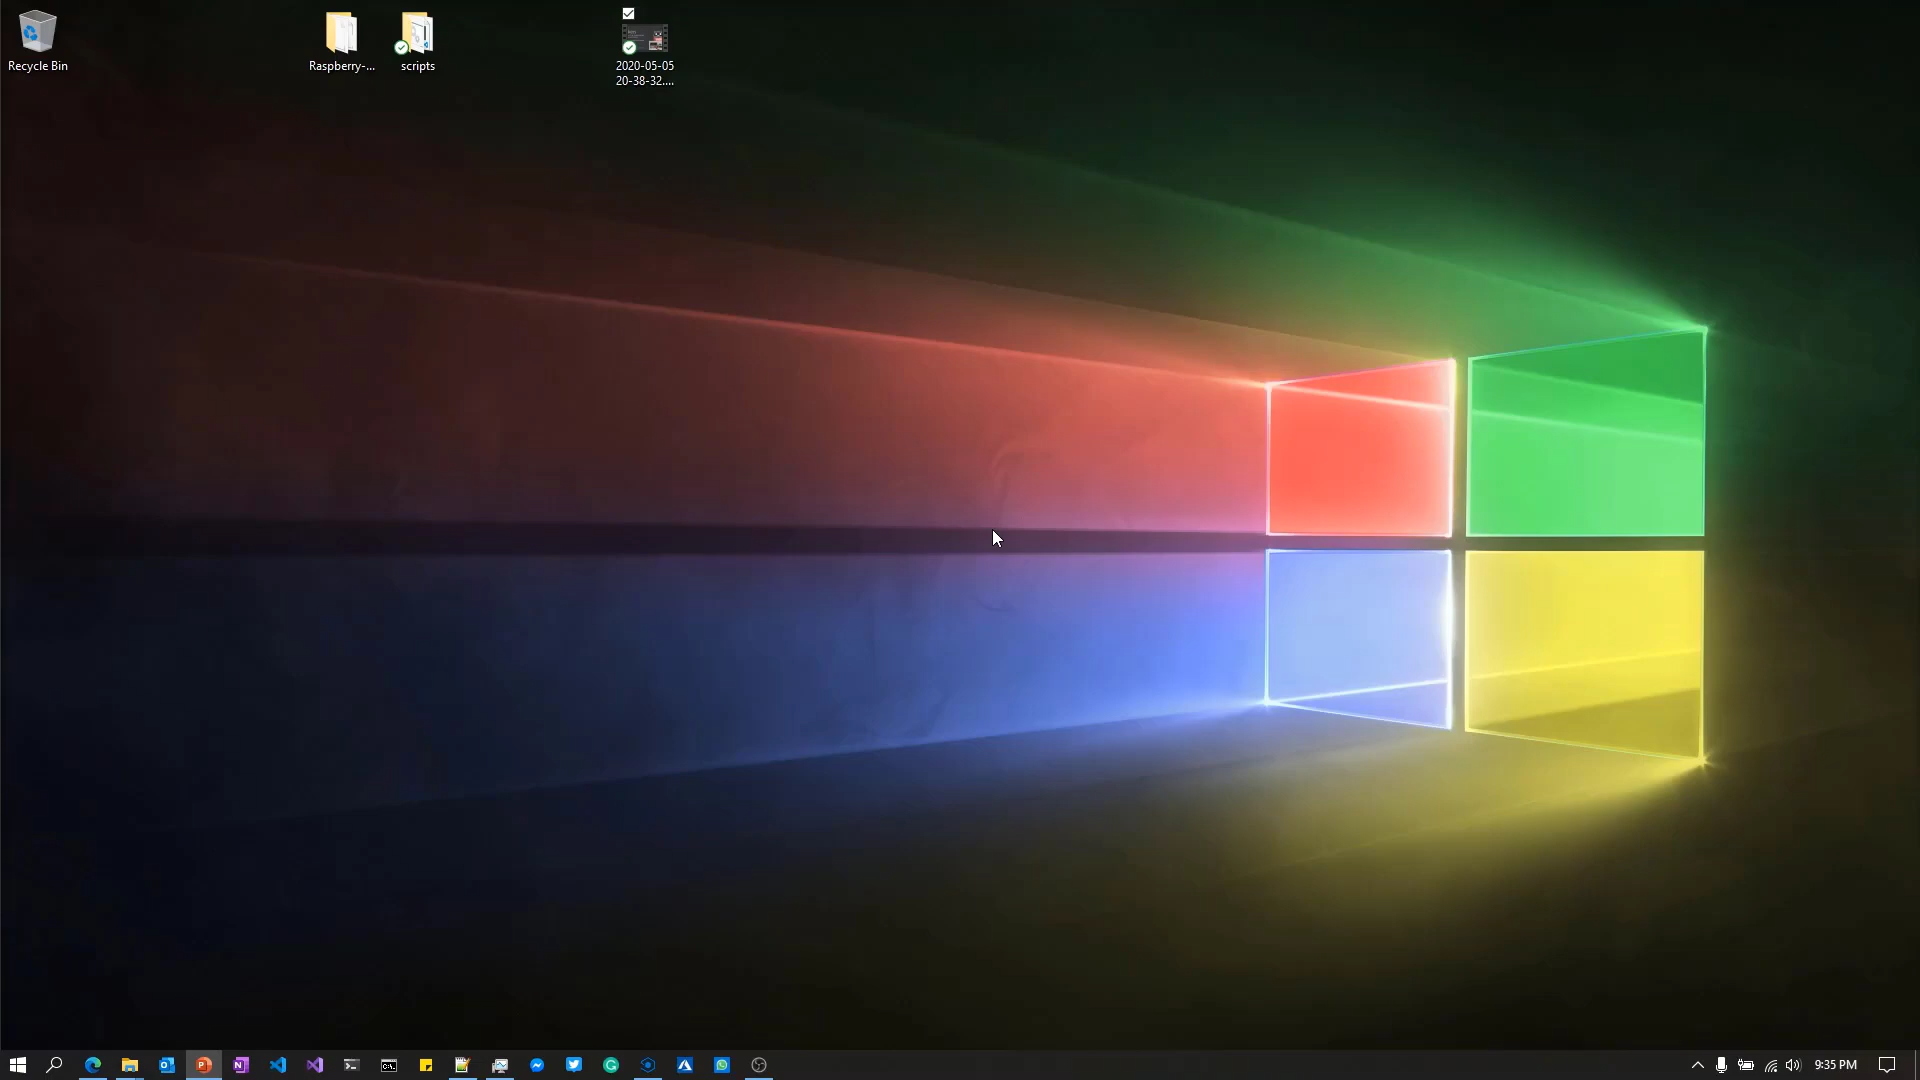 Recycle Bin
Raspberry-...
scripts
2020-05-05
20-38-32....
9:35 PM